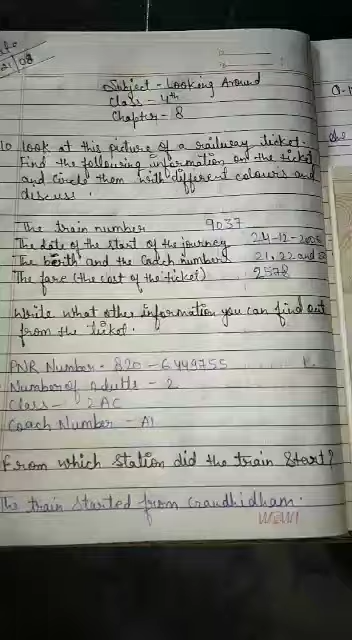 21/08
Subject - Looking Around
Class - 4th
Chapter - 8
10 Look at this picture of a railway ticket.
Find the following information on the ticket
and circle them with different colours and
discuss.
The train number 9037
The date of the start of the journey 24-12-2006
The berth and the coach numbers 21, 22 and
The fare (the cost of the ticket) 2578
Write what other information you can find out
from the ticket.
PNR Number - 820-6449755
Number of adults - 2
Class - 2AC
Coach Number - A1
From which station did the train start?
The train started from Gandhidham.